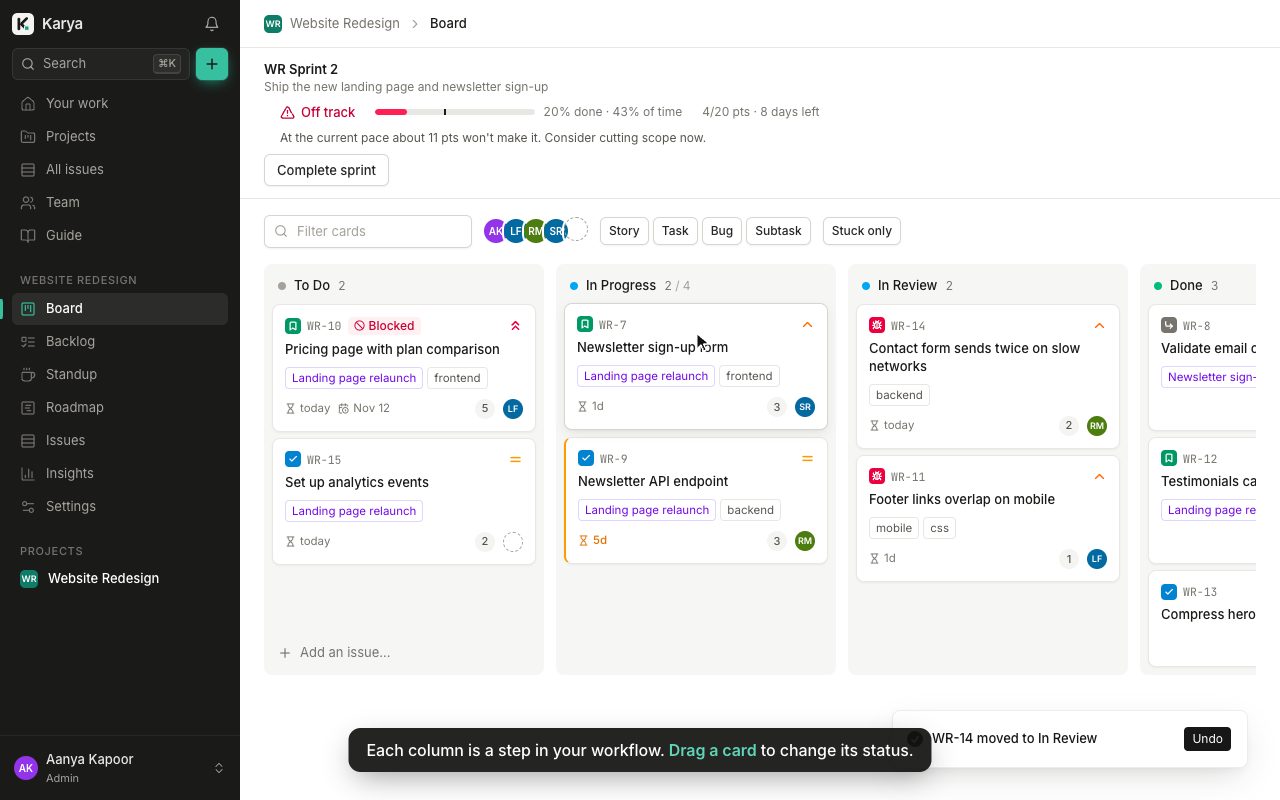 Karya
Search ⌘K
Your work
Projects
All issues
Team
Guide
WEBSITE REDESIGN
Board
Backlog
Standup
Roadmap
Issues
Insights
Settings
PROJECTS
WR Website Redesign
AK Aanya Kapoor
Admin
WR Website Redesign Board
WR Sprint 2
Ship the new landing page and newsletter sign-up
Off track 20% done · 43% of time 4/20 pts · 8 days left
At the current pace about 11 pts won't make it. Consider cutting scope now.
Complete sprint
Filter cards AK LF RM SR Story Task Bug Subtask Stuck only
To Do 2
WR-10 Blocked
Pricing page with plan comparison
Landing page relaunch frontend
today Nov 12 5 LF
WR-15
Set up analytics events
Landing page relaunch
today 2
Add an issue...
In Progress 2 / 4
WR-7
Newsletter sign-up form
Landing page relaunch frontend
1d 3 SR
WR-9
Newsletter API endpoint
Landing page relaunch backend
5d 3 RM
In Review 2
WR-14
Contact form sends twice on slow
networks
backend
today 2 RM
WR-11
Footer links overlap on mobile
mobile css
1d 1 LF
Done 3
WR-8
Validate email
Newsletter sign-
WR-12
Testimonials
Landing page re
WR-13
Compress hero
Each column is a step in your workflow. Drag a card to change its status.
WR-14 moved to In Review Undo